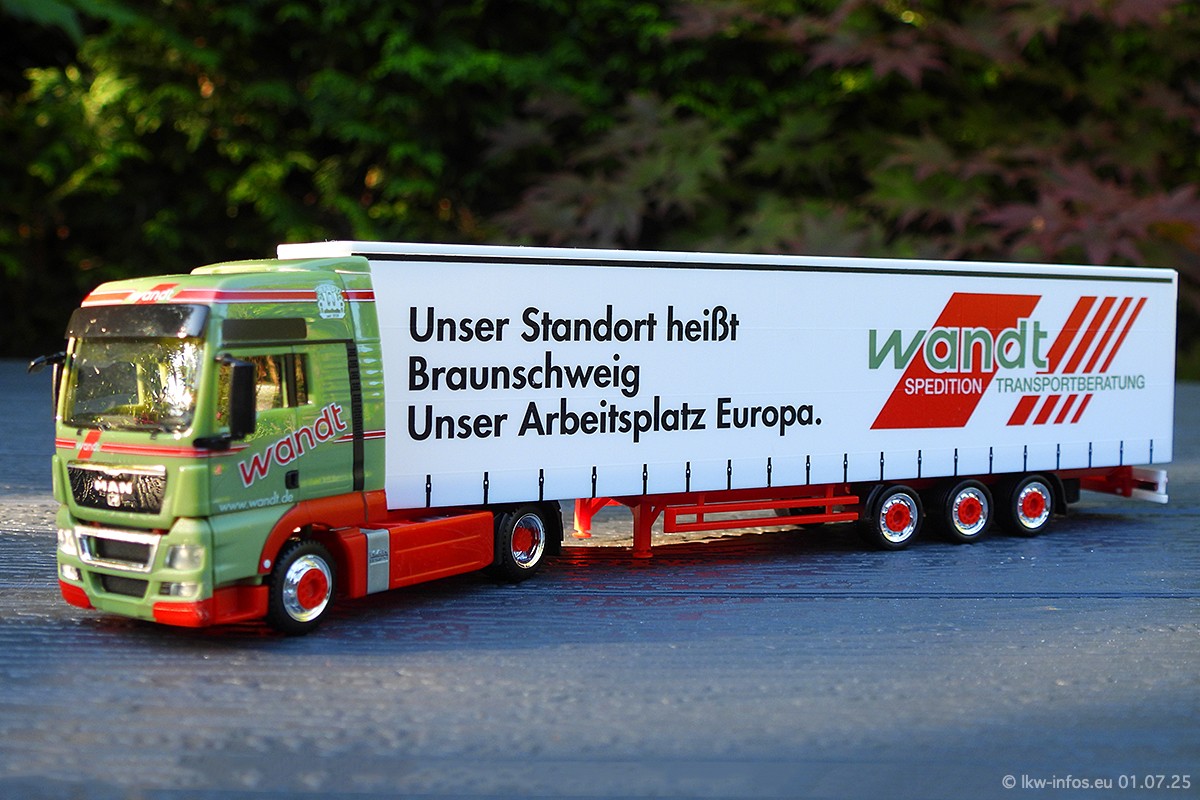 wandt
wandt
MAN
wandt
www.wandt.de
Unser Standort heißt
Braunschweig
Unser Arbeitsplatz Europa.
wandt
SPEDITION TRANSPORTBERATUNG
© lkw-infos.eu 01.07.25